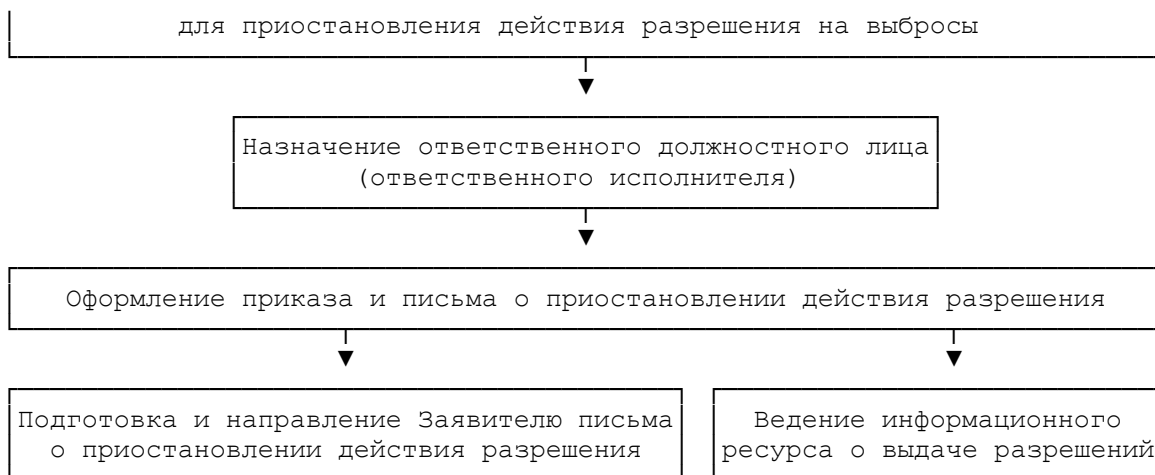 для приостановления действия разрешения на выбросы
Назначение ответственного должностного лица
(ответственного исполнителя)
Оформление приказа и письма о приостановлении действия разрешения
Подготовка и направление Заявителю письма
о приостановлении действия разрешения
Ведение информационного
ресурса о выдаче разрешений